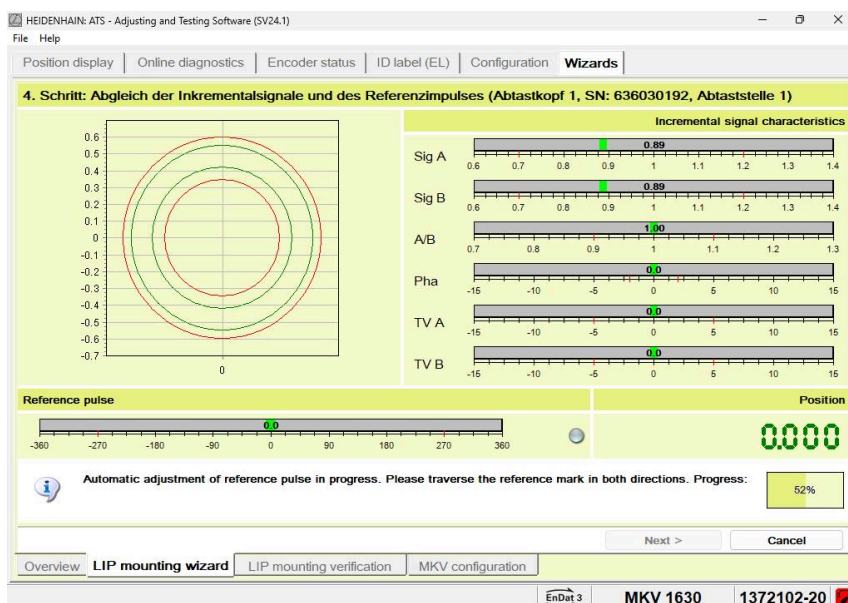 HEIDENHAIN: ATS - Adjusting and Testing Software (SV24.1)
File Help
Position display Online diagnostics Encoder status ID label (EL) Configuration Wizards
4. Schritt: Abgleich der Inkrementalsignale und des Referenzimpulses (Abtastkopf 1, SN: 636030192, Abtaststelle 1)
Incremental signal characteristics
0.6
0.5
0.4
0.3
0.2
0.1
0
-0.1
-0.2
-0.3
-0.4
-0.5
-0.6
-0.7
0
Sig A
0.89
0.6 0.7 0.8 0.9 1 1.1 1.2 1.3 1.4
Sig B
0.89
0.6 0.7 0.8 0.9 1 1.1 1.2 1.3 1.4
A/B
1.00
0.7 0.8 0.9 1 1.1 1.2 1.3
Pha
0.0
-15 -10 -5 0 5 10 15
TV A
0.0
-15 -10 -5 0 5 10 15
TV B
0.0
-15 -10 -5 0 5 10 15
Reference pulse
0.0
-360 -270 -180 -90 0 90 180 270 360
Position
0.000
Automatic adjustment of reference pulse in progress. Please traverse the reference mark in both directions. Progress:
52%
Next > Cancel
Overview LIP mounting wizard LIP mounting verification MKV configuration
EnDat 3 MKV 1630 1372102-20